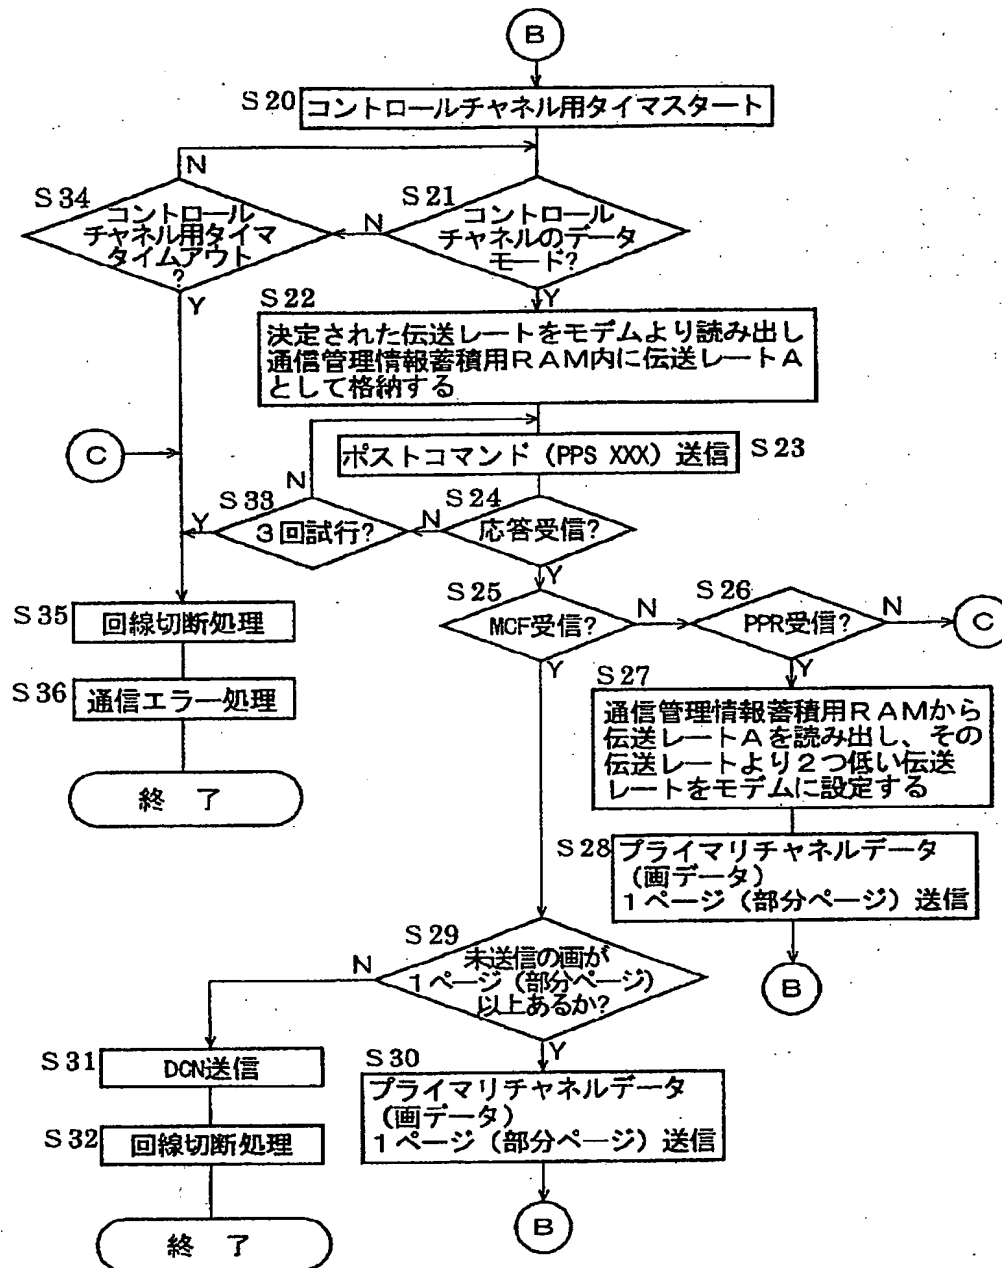 B
S20
コントロールチャネル用タイマスタート
N
S34
コントロール
チャネル用タイマ
タイムアウト
?
N
S21
コントロール
チャネルのデータ
モード?
Y
Y
S22
決定された伝送レートをモデムより読み出し
通信管理情報蓄積用RAM内に伝送レートA
として格納する
C
ポストコマンド (PPS XXX) 送信
S23
N
S33
3回試行?
Y
N
S24
応答受信?
Y
S25
MCF受信?
N
Y
S26
PPR受信?
N
C
Y
S35
回線切断処理
S36
通信エラー処理
終 了
S27
通信管理情報蓄積用RAMから
伝送レートAを読み出し、その
伝送レートより2つ低い伝送
レートをモデムに設定する
S28
プライマリチャネルデータ
(画データ)
1ページ (部分ページ) 送信
B
S29
未送信の画が
1ページ (部分ページ)
以上あるか?
N
Y
S31
DCN送信
S32
回線切断処理
終 了
S30
プライマリチャネルデータ
(画データ)
1ページ (部分ページ) 送信
B